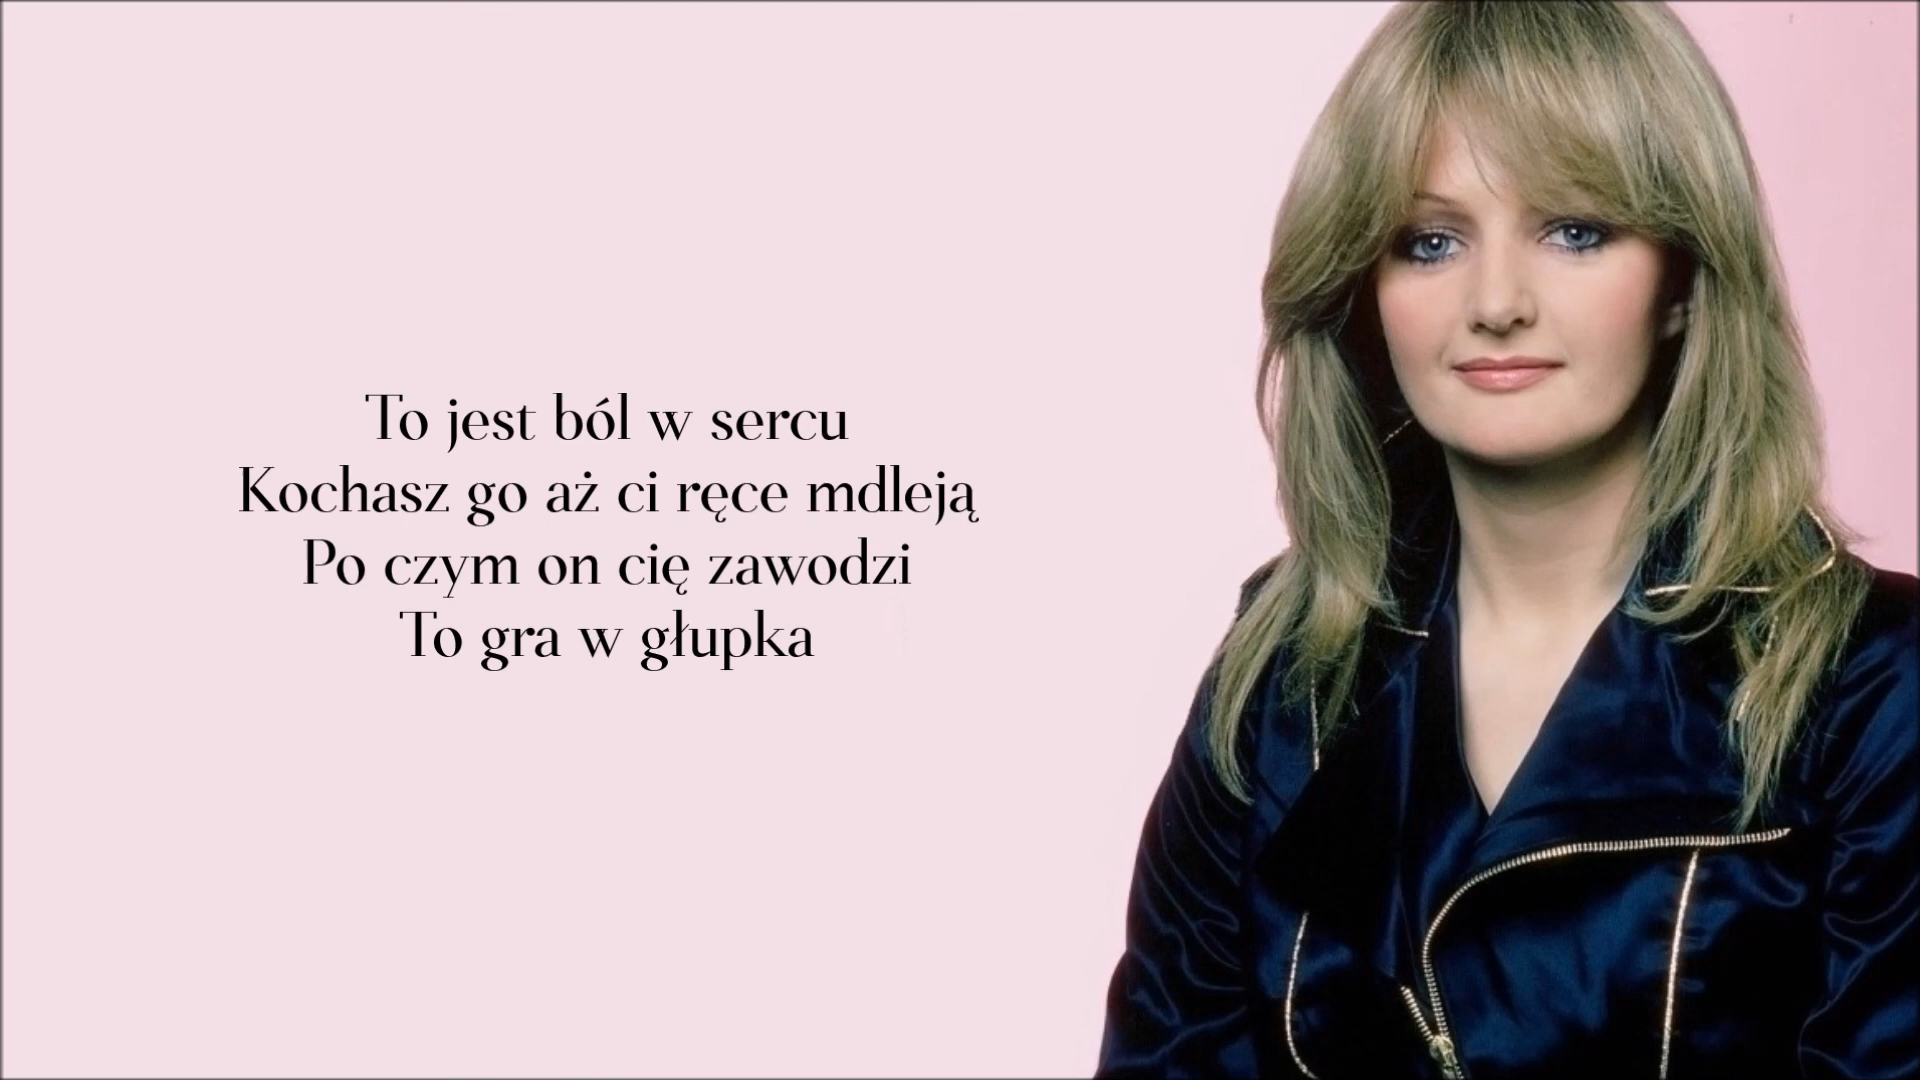 To jest ból w sercu
Kochasz go aż ci ręce mdleją
Po czym on cię zawodzi
To gra w głupka